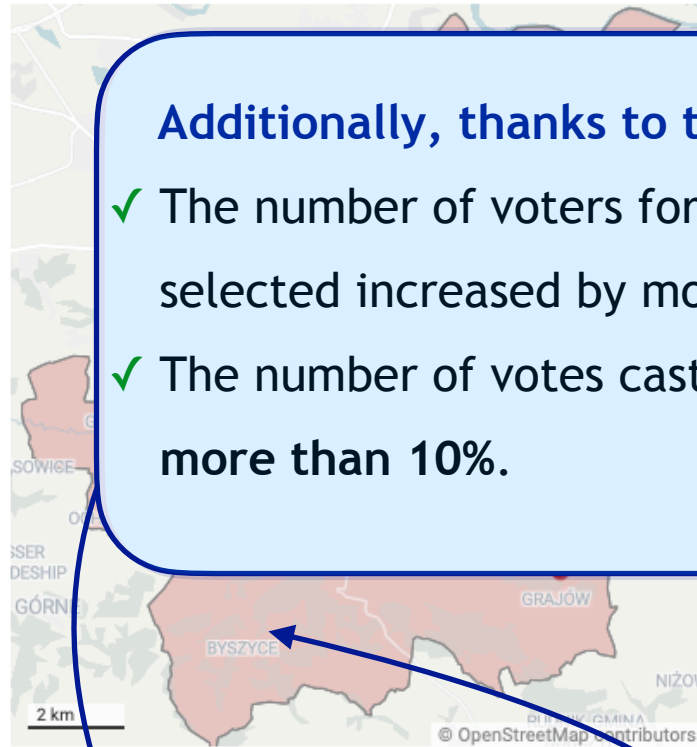 Additionally, thanks to t
✓ The number of voters for
selected increased by mo
✓ The number of votes cast
more than 10%.
SOWICE
GÓRNE
GRAJÓW
BYSZYCE
NIŻOW
2 km
© OpenStreetMap contributors